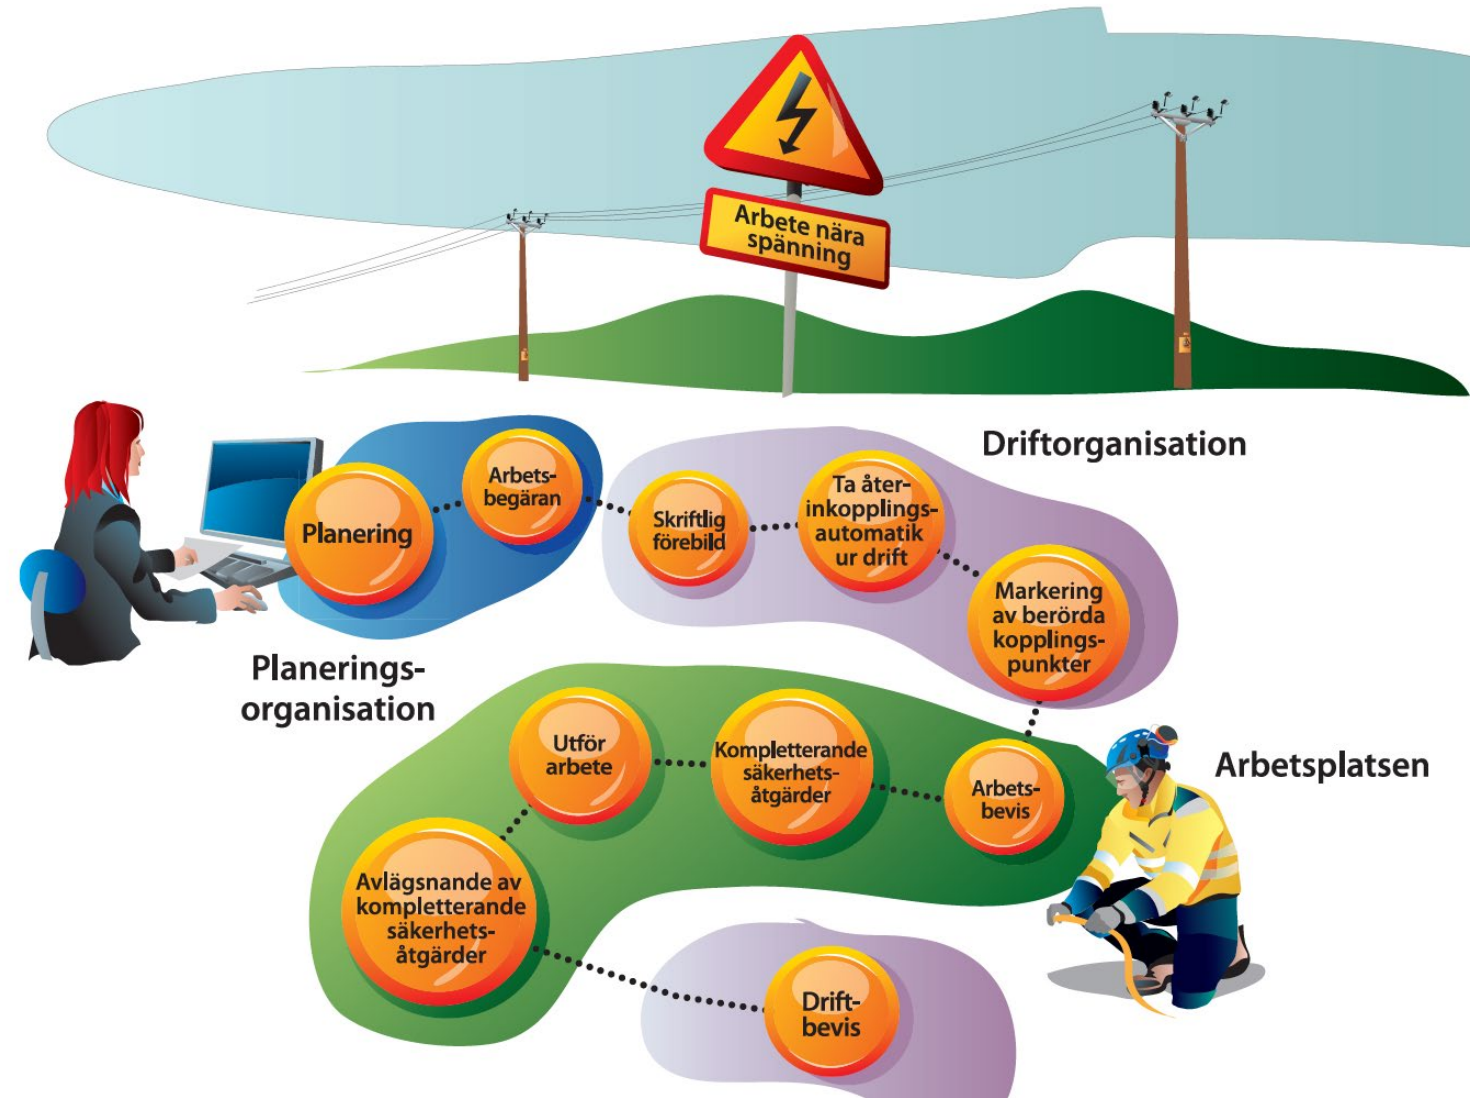 Arbete nära
spänning
Driftorganisation
Planering
Arbets-
begäran
Skriftlig
förebild
Ta åter-
inkopplings-
automatik
ur drift
Markering
av berörda
kopplings-
punkter
Planerings-
organisation
Arbetsplatsen
Arbets-
bevis
Kompletterande
säkerhets-
åtgärder
Utför
arbete
Avlägsnande av
kompletterande
säkerhets-
åtgärder
Drift-
bevis